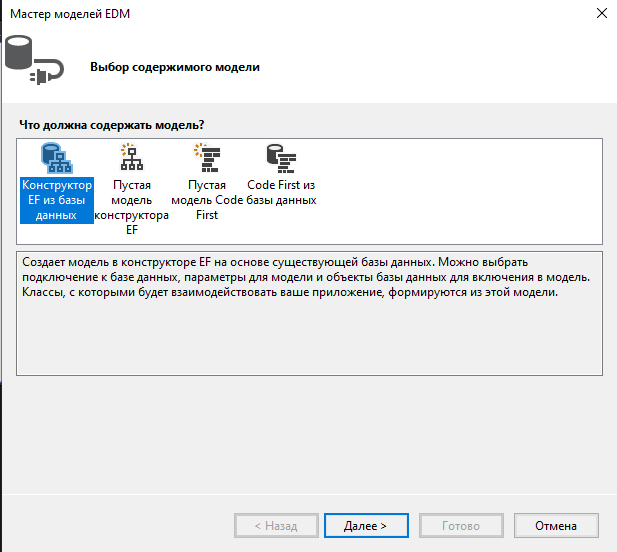 Мастер моделей EDM
Выбор содержимого модели
Что должна содержать модель?
Конструктор
EF из базы
данных
Пустая
модель
конструктора
EF
Пустая
модель Code
First
Code First из
базы данных
Создает модель в конструкторе EF на основе существующей базы данных. Можно выбрать
подключение к базе данных, параметры для модели и объекты базы данных для включения в модель.
Классы, с которыми будет взаимодействовать ваше приложение, формируются из этой модели.
< Назад
Далее >
Готово
Отмена